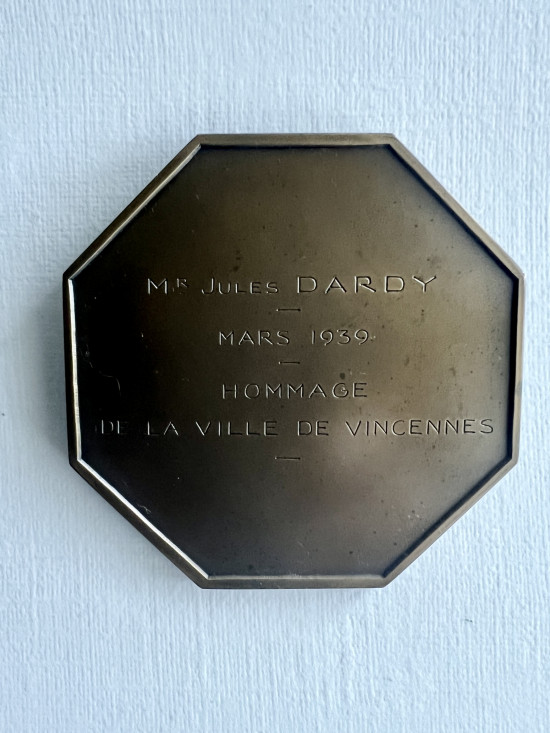 Mr JULES DARDY
MARS 1939
HOMMAGE
DE LA VILLE DE VINCENNES